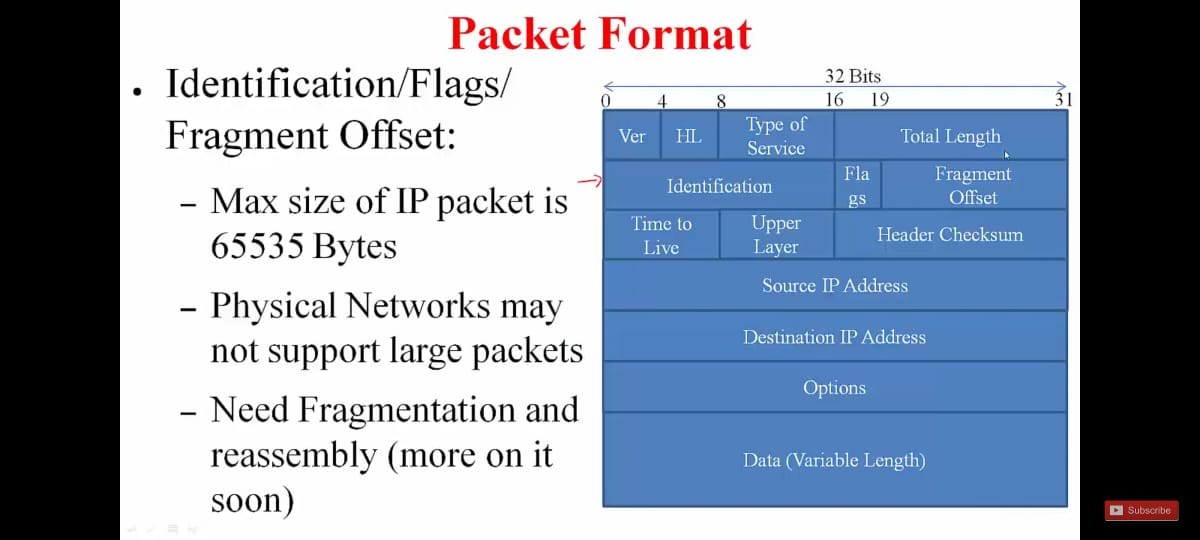 Packet Format
• Identification/Flags/
Fragment Offset:
– Max size of IP packet is
65535 Bytes
– Physical Networks may
not support large packets
– Need Fragmentation and
reassembly (more on it
soon)
32 Bits
0 4 8 16 19 31
Ver HL Type of
Service Total Length
Identification Fla
gs Fragment
Offset
Time to
Live Upper
Layer Header Checksum
Source IP Address
Destination IP Address
Options
Data (Variable Length)
Subscribe